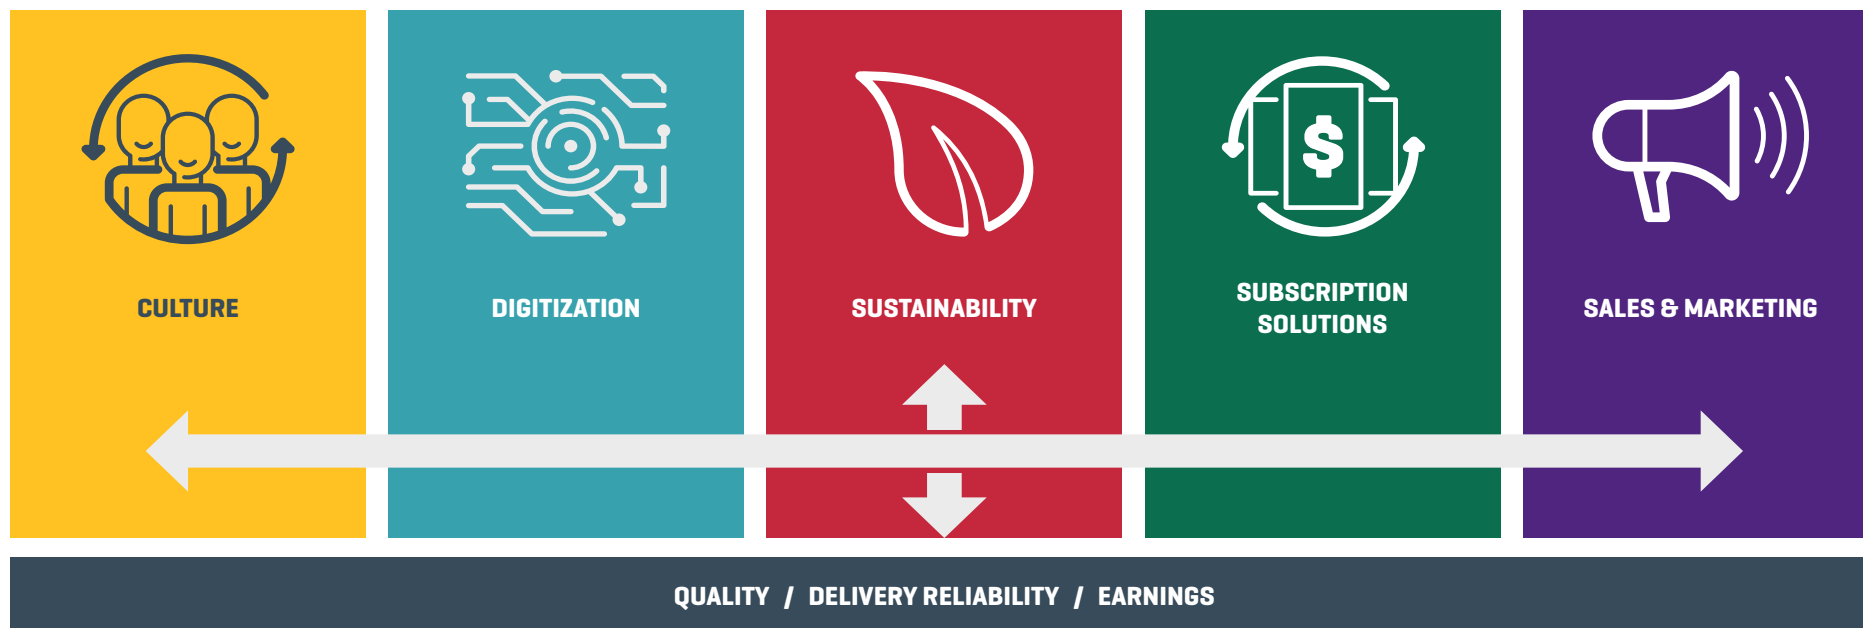 CULTURE
DIGITIZATION
SUSTAINABILITY
$
SUBSCRIPTION
SOLUTIONS
SALES & MARKETING
QUALITY / DELIVERY RELIABILITY / EARNINGS